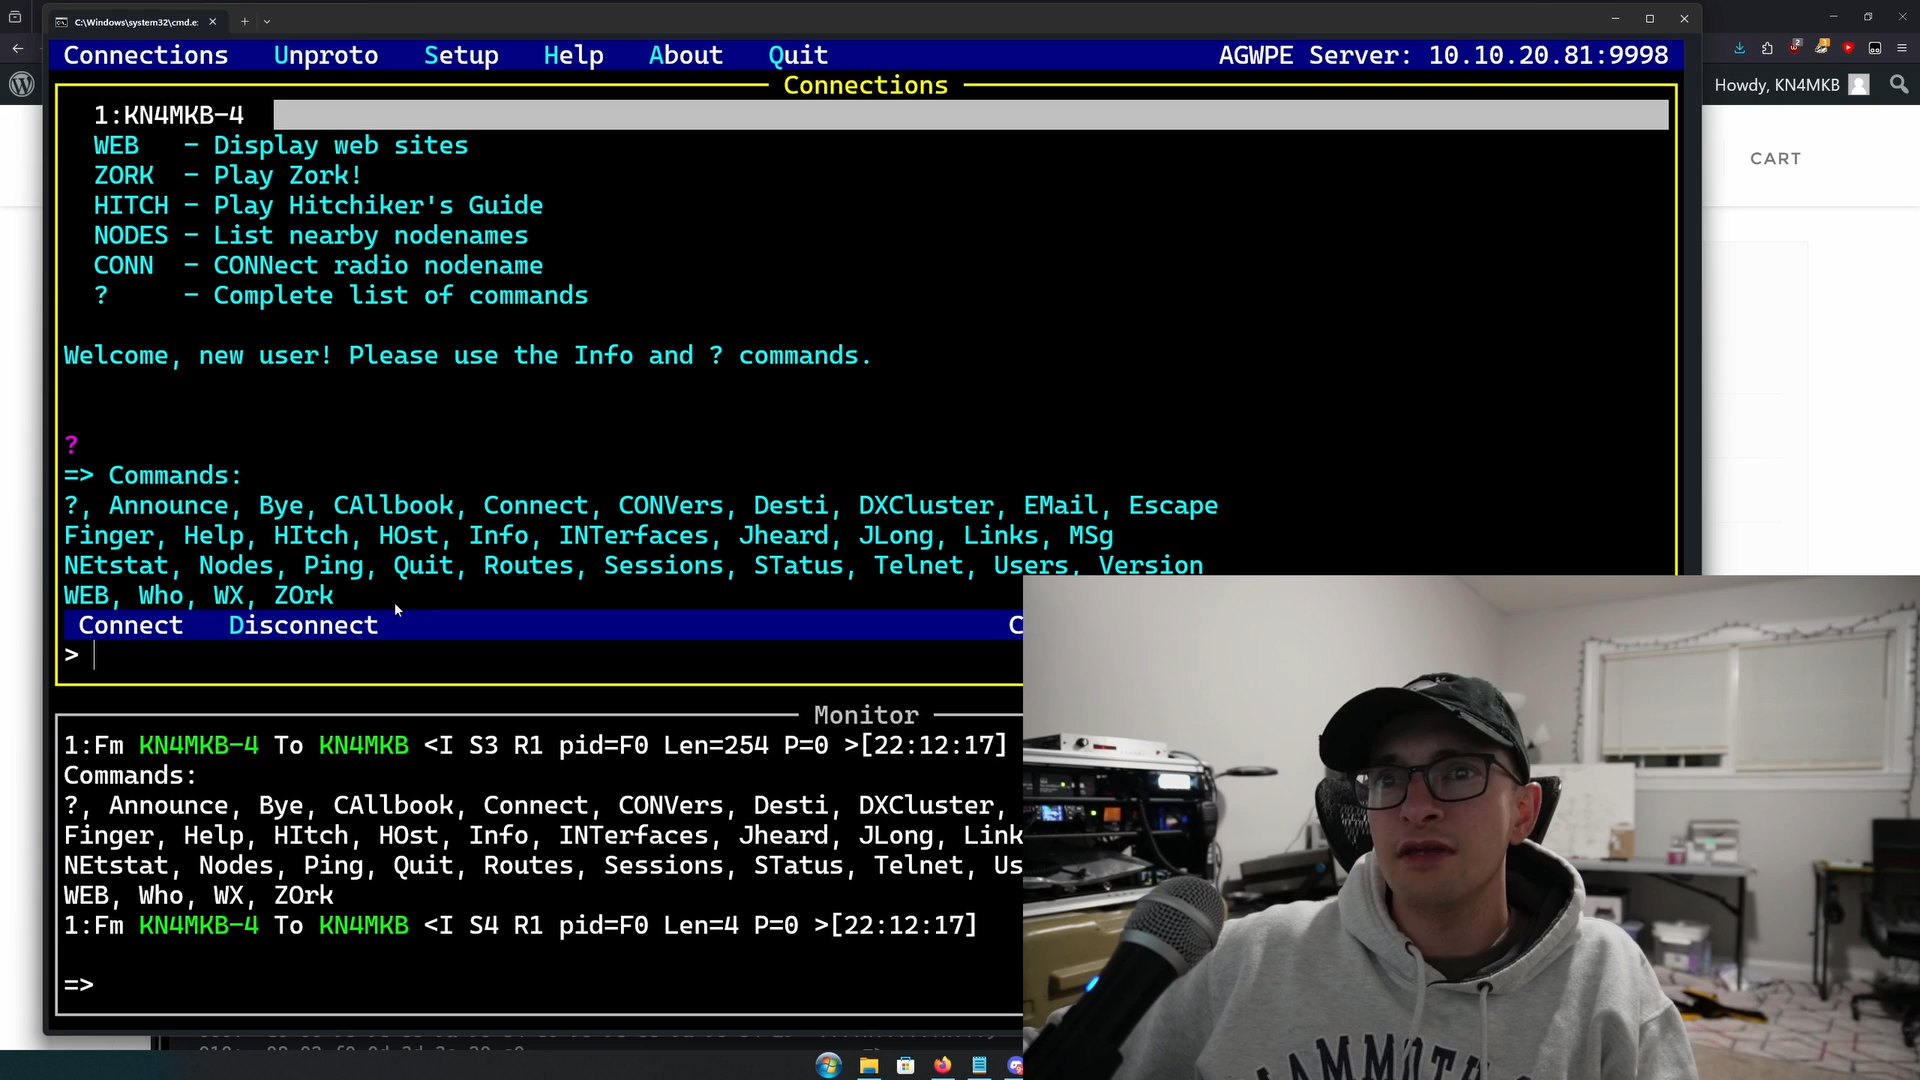 C:\Windows\system32\cmd.e:
Connections Unproto Setup Help About Quit AGWPE Server: 10.10.20.81:9998
Howdy, KN4MKB
CART
Connections
1:KN4MKB-4
WEB - Display web sites
ZORK - Play Zork!
HITCH - Play Hitchiker's Guide
NODES - List nearby nodenames
CONN - CONNect radio nodename
? - Complete list of commands
Welcome, new user! Please use the Info and ? commands.
?
=> Commands:
?, Announce, Bye, CAllbook, Connect, CONVers, Desti, DXCluster, EMail, Escape
Finger, Help, HItch, HOst, Info, INTerfaces, Jheard, JLong, Links, MSg
NEtstat, Nodes, Ping, Quit, Routes, Sessions, STatus, Telnet, Users, Version
WEB, Who, WX, ZOrk
Connect Disconnect C
>
Monitor
1:Fm KN4MKB-4 To KN4MKB <I S3 R1 pid=F0 Len=254 P=0 >[22:12:17]
Commands:
?, Announce, Bye, CAllbook, Connect, CONVers, Desti, DXCluster,
Finger, Help, HItch, HOst, Info, INTerfaces, Jheard, JLong, Link
NEtstat, Nodes, Ping, Quit, Routes, Sessions, STatus, Telnet, Us
WEB, Who, WX, ZOrk
1:Fm KN4MKB-4 To KN4MKB <I S4 R1 pid=F0 Len=4 P=0 >[22:12:17]
=>